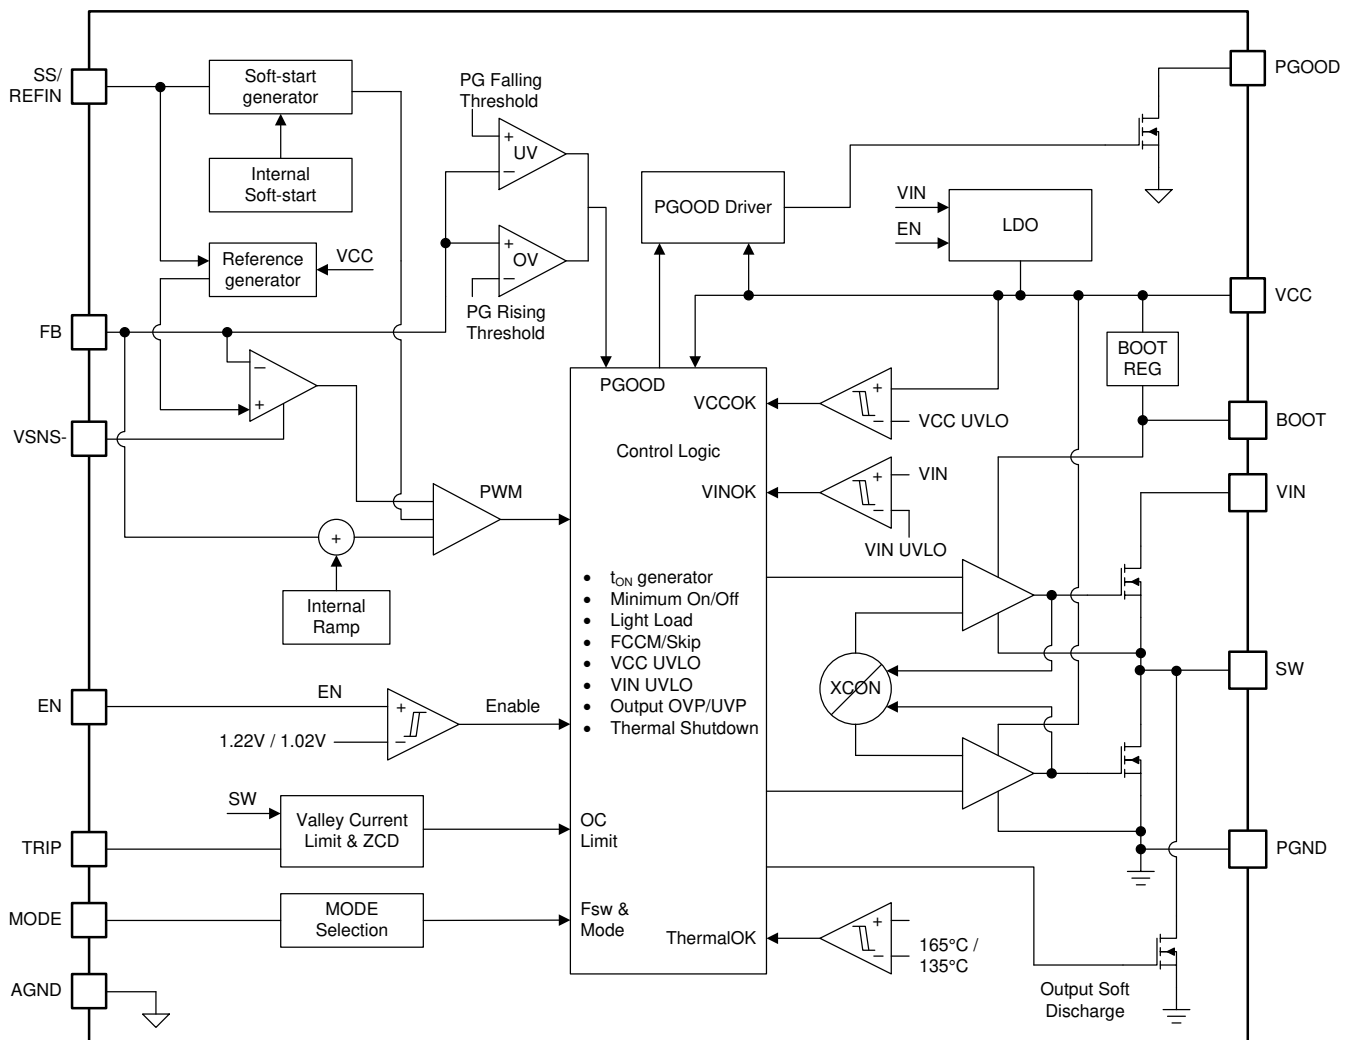 SS/
REFIN
Soft-start
generator
Internal
Soft-start
Reference
generator
VCC
PG Falling
Threshold
+
UV
−
+
OV
−
PG Rising
Threshold
PGOOD Driver
VIN
EN
LDO
PGOOD
VCC
BOOT
REG
BOOT
VIN
SW
PGND
FB
−
+
VSNS-
PWM
+
Internal
Ramp
EN
EN
+
−
1.22V / 1.02V
Enable
SW
Valley Current
Limit & ZCD
TRIP
MODE
MODE
Selection
AGND
PGOOD
VCCOK
Control Logic
VINOK
• tON generator
• Minimum On/Off
• Light Load
• FCCM/Skip
• VCC UVLO
• VIN UVLO
• Output OVP/UVP
• Thermal Shutdown
OC
Limit
Fsw &
Mode
ThermalOK
+
−
VCC UVLO
+
−
VIN
VIN UVLO
XCON
+
−
165°C /
135°C
Output Soft
Discharge